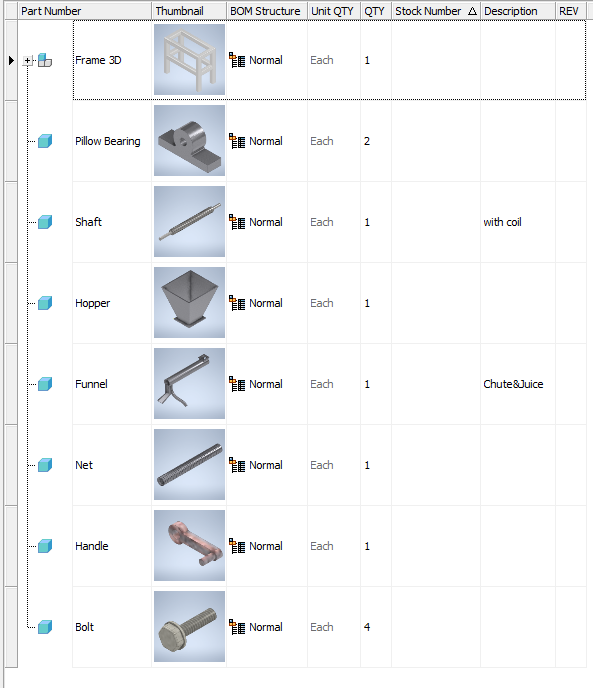 Part Number Thumbnail BOM Structure Unit QTY QTY Stock Number Description REV
Frame 3D Normal Each 1
Pillow Bearing Normal Each 2
Shaft Normal Each 1 with coil
Hopper Normal Each 1
Funnel Normal Each 1 Chute&Juice
Net Normal Each 1
Handle Normal Each 1
Bolt Normal Each 4